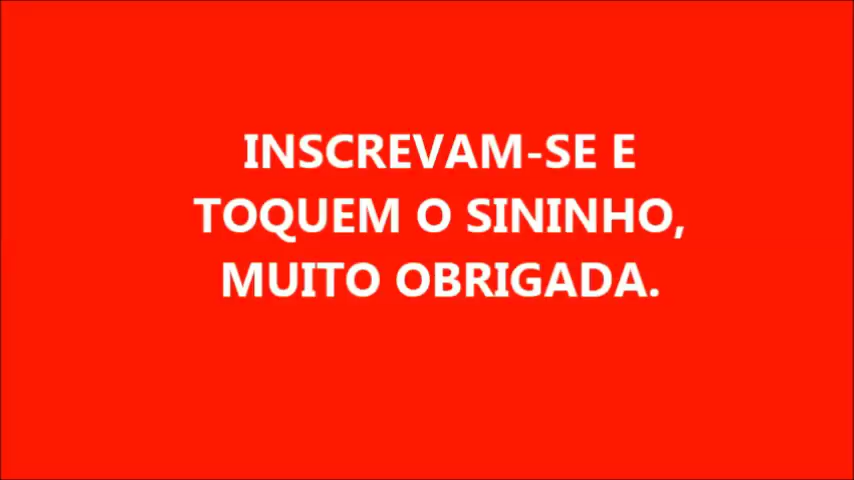 INSCREVAM-SE E
TOQUEM O SININHO,
MUITO OBRIGADA.